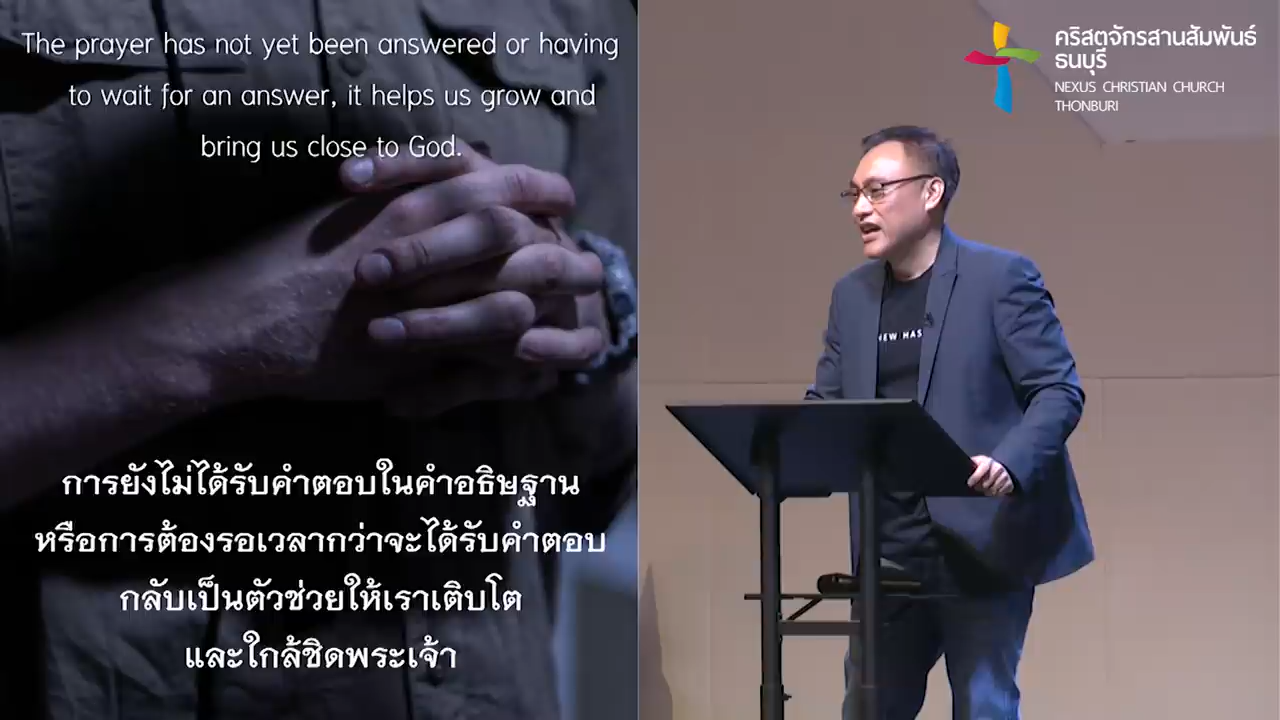 The prayer has not yet been answered or having
to wait for an answer, it helps us grow and
bring us close to God.
การยังไม่ได้รับคำตอบในคำอธิษฐาน
หรือการต้องรอเวลากว่าจะได้รับคำตอบ
กลับเป็นตัวช่วยให้เราเติบโต
และใกล้ชิดพระเจ้า
คริสตจักรสานสัมพันธ์
ธนบุรี
NEXUS CHRISTIAN CHURCH
THONBURI
NEW HAS